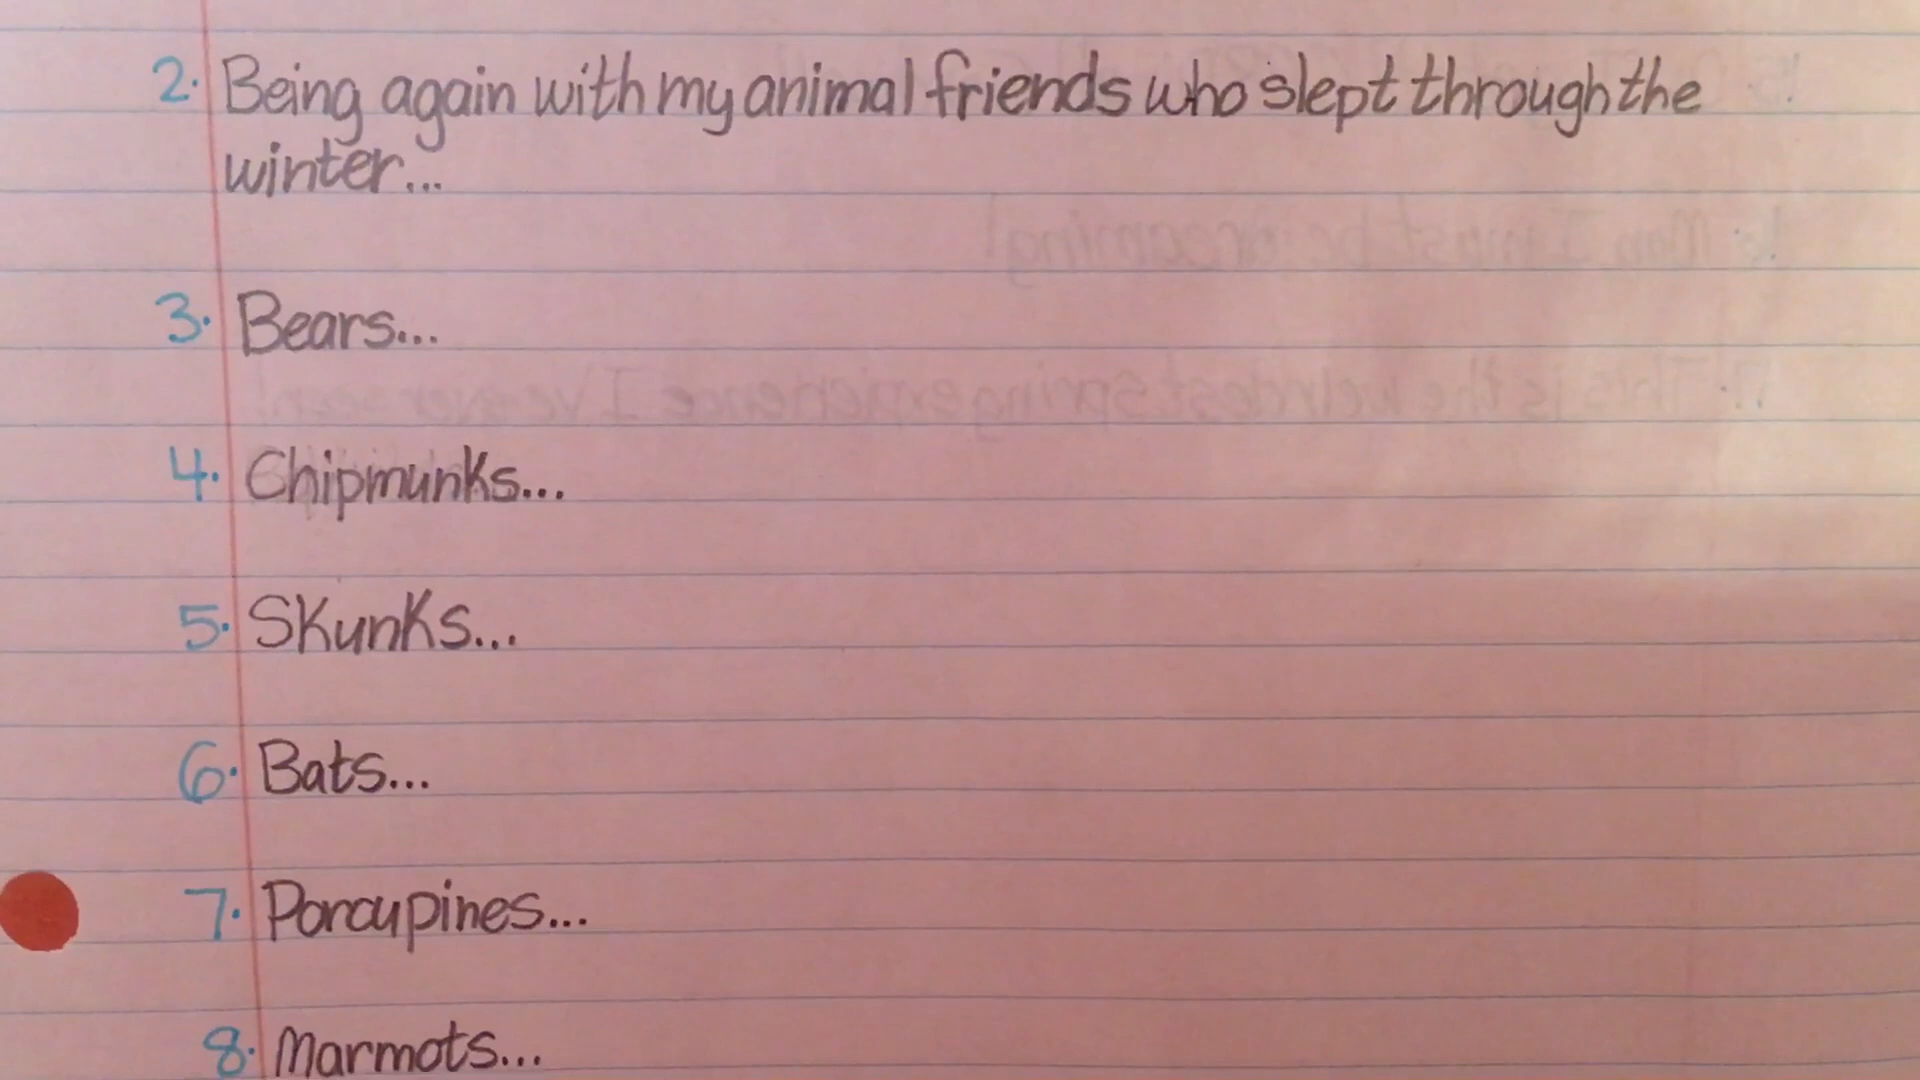 2. Being again with my animal friends who slept through the
winter...
3. Bears...
4. Chipmunks...
5. Skunks...
6. Bats...
7. Porcupines...
8. Marmots...